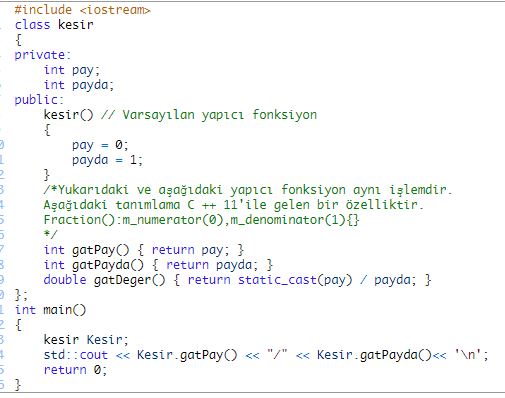 #include <iostream>
class kesir
{
private:
int pay;
int payda;
public:
kesir() // Varsayılan yapıcı fonksiyon
{
pay = 0;
payda = 1;
}
/*Yukarıdaki ve aşağıdaki yapıcı fonksiyon aynı işlemdir.
Aşağıdaki tanımlama C ++ 11'ile gelen bir özelliktir.
Fraction():m_numerator(0),m_denominator(1){}
*/
int gatPay() { return pay; }
int gatPayda() { return payda; }
double gatDeger() { return static_cast(pay) / payda; }
};
int main()
{
kesir Kesir;
std::cout << Kesir.gatPay() << "/" << Kesir.gatPayda()<< '\n';
return 0;
}